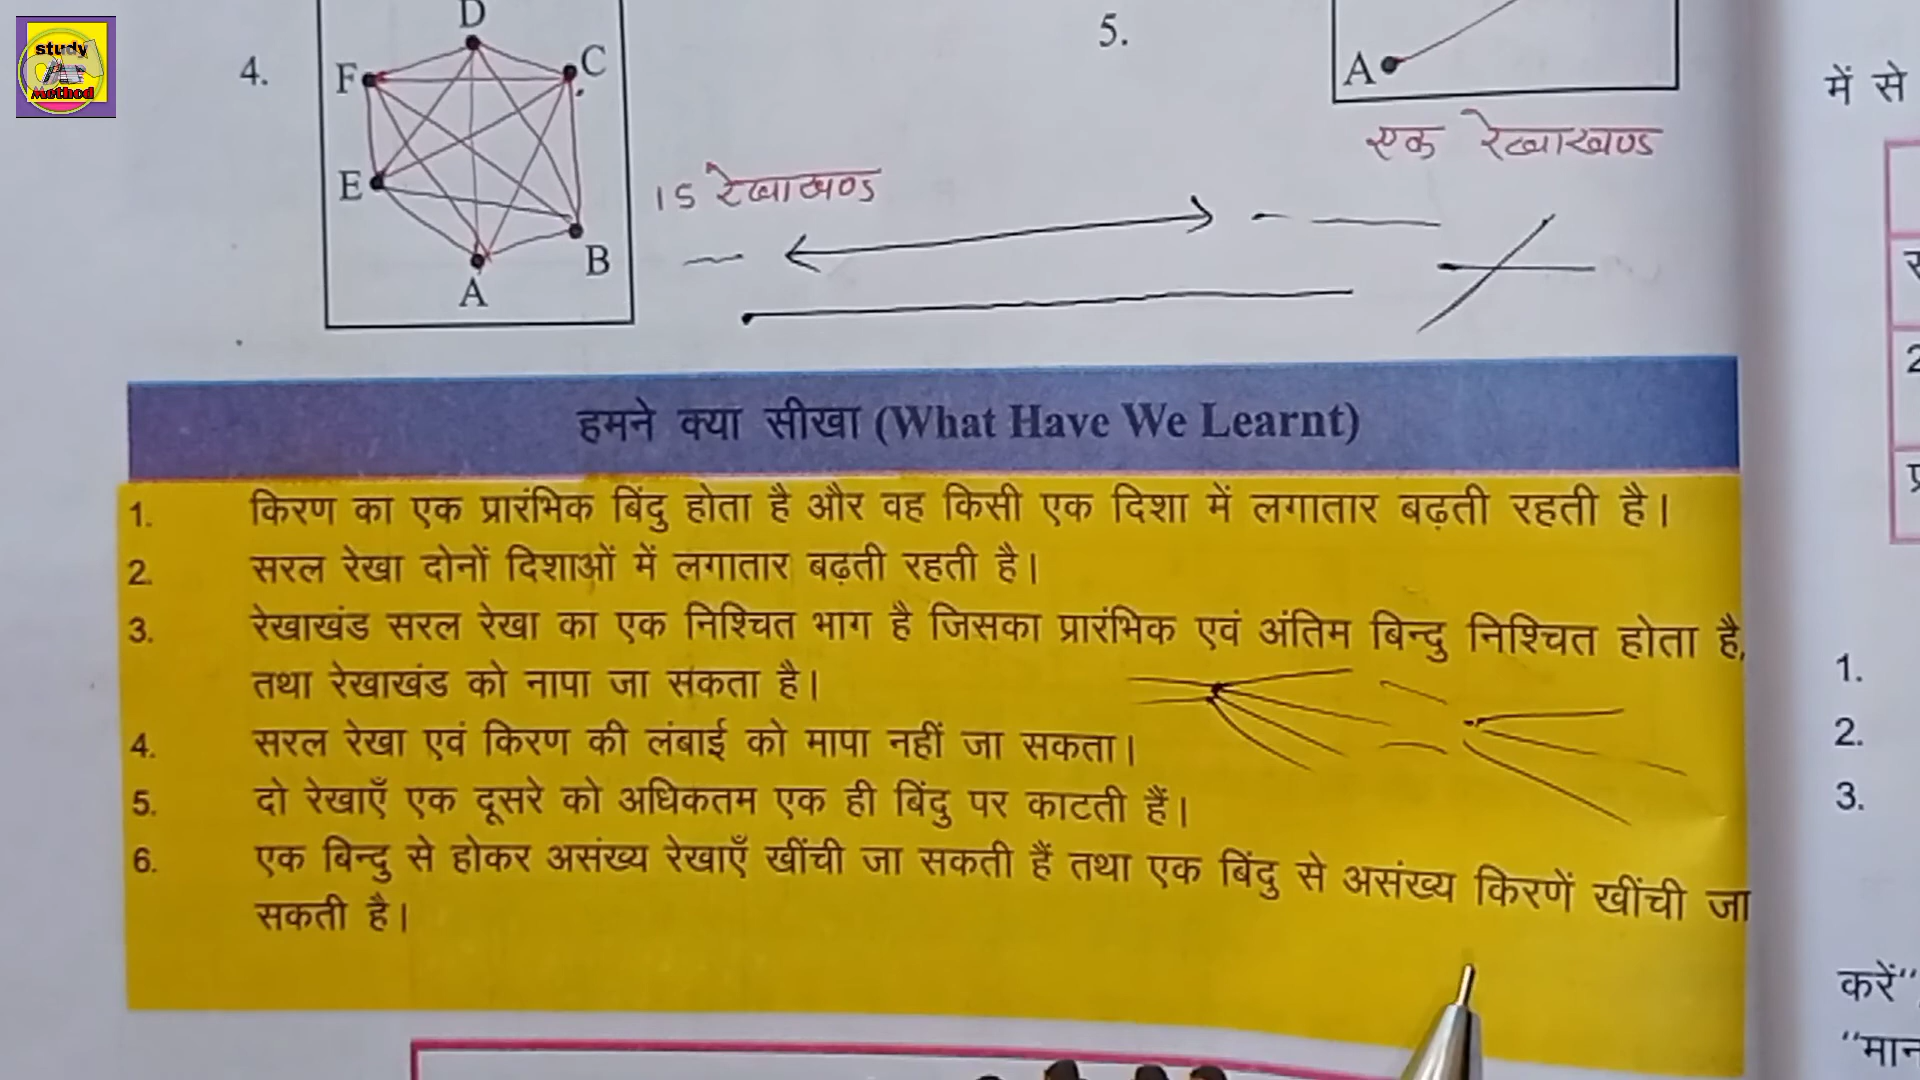 study
Method
4.
D
F
C
E
B
A
15 रेखाखण्ड
5.
A
एक रेखाखण्ड
हमने क्या सीखा (What Have We Learnt)
1. किरण का एक प्रारंभिक बिंदु होता है और वह किसी एक दिशा में लगातार बढ़ती रहती है।
2. सरल रेखा दोनों दिशाओं में लगातार बढ़ती रहती है।
3. रेखाखंड सरल रेखा का एक निश्चित भाग है जिसका प्रारंभिक एवं अंतिम बिन्दु निश्चित होता है,
तथा रेखाखंड को नापा जा सकता है।
4. सरल रेखा एवं किरण की लंबाई को मापा नहीं जा सकता।
5. दो रेखाएँ एक दूसरे को अधिकतम एक ही बिंदु पर काटती हैं।
6. एक बिन्दु से होकर असंख्य रेखाएँ खींची जा सकती हैं तथा एक बिंदु से असंख्य किरणें खींची जा
सकती है।
में से
1.
2.
3.
करें“
“मान